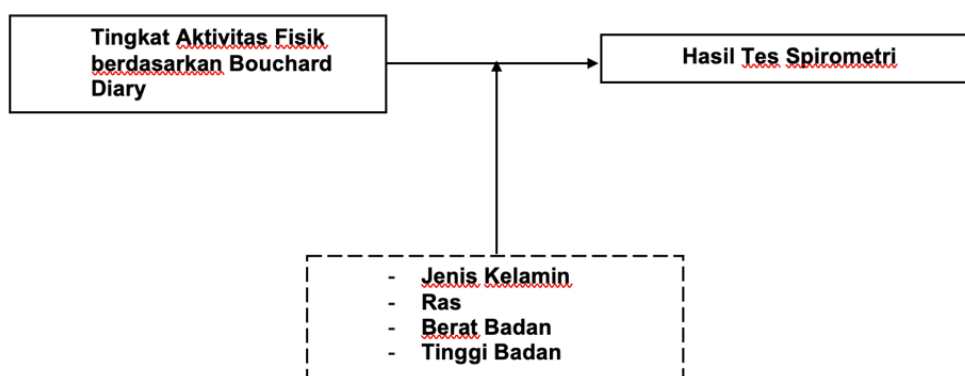 Tingkat Aktivitas Fisik
berdasarkan Bouchard
Diary
Hasil Tes Spirometri
- Jenis Kelamin
- Ras
- Berat Badan
- Tinggi Badan